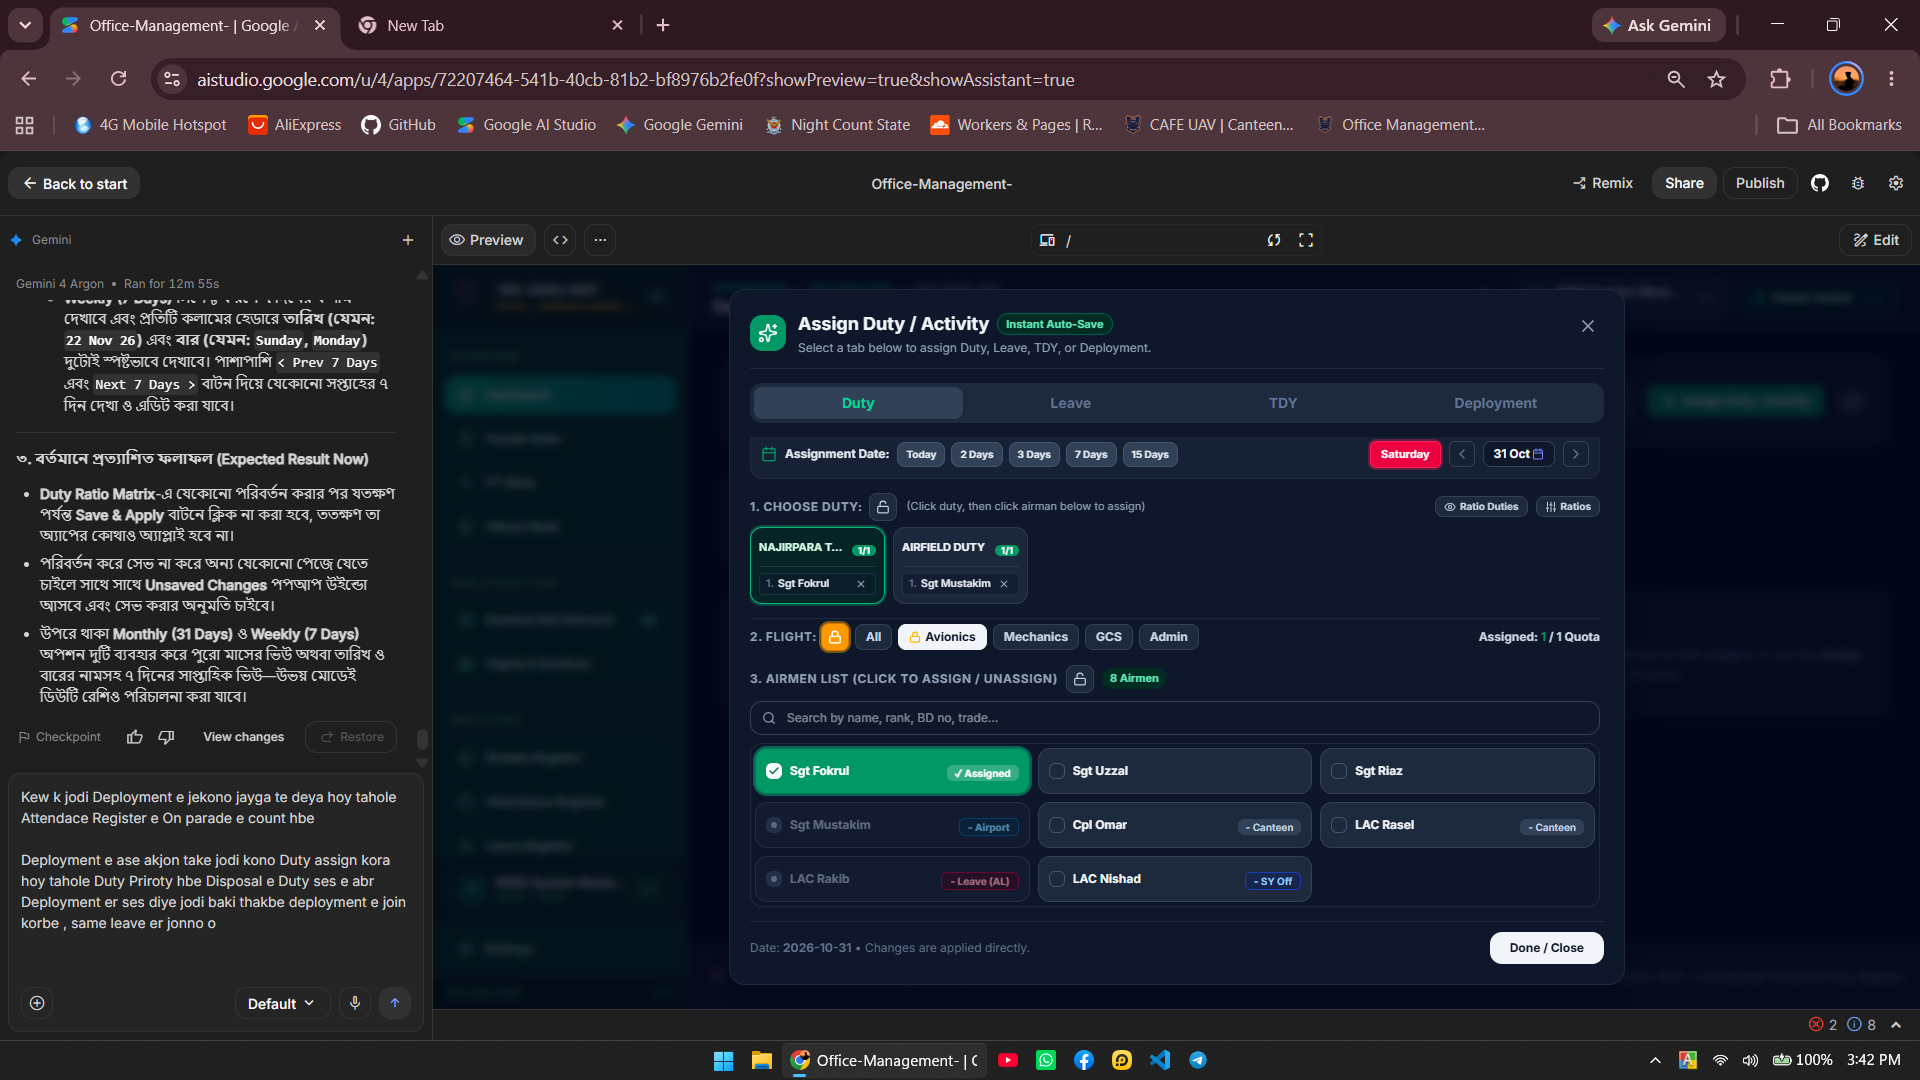 Office-Management- | Google A
New Tab
Ask Gemini
aistudio.google.com/u/4/apps/72207464-541b-40cb-81b2-bf8976b2fe0f?showPreview=true&showAssistant=true
4G Mobile Hotspot
AliExpress
GitHub
Google AI Studio
Google Gemini
Night Count State
Workers & Pages | R...
CAFE UAV | Canteen...
Office Management...
All Bookmarks
Back to start
Office-Management-
Remix
Share
Publish
Gemini
Preview
/
Edit
Gemini 4 Argon • Ran for 12m 55s
দেখাবে এবং প্রতিটি কলামের হেডারে তারিখ (যেমন:
22 Nov 26) এবং বার (যেমন: Sunday, Monday)
দুটোই স্পষ্টভাবে দেখাবে। পাশাপাশি < Prev 7 Days
এবং Next 7 Days > বাটন দিয়ে যেকোনো সপ্তাহের ৭
দিন দেখা ও এডিট করা যাবে।
৩. বর্তমানে প্রত্যাশিত ফলাফল (Expected Result Now)
• Duty Ratio Matrix-এ যেকোনো পরিবর্তন করার পর যতক্ষণ
পর্যন্ত Save & Apply বাটনে ক্লিক না করা হবে, ততক্ষণ তা
অ্যাপের কোথাও অ্যাপ্লাই হবে না।
• পরিবর্তন করে সেভ না করে অন্য যেকোনো পেজে যেতে
চাইলে সাথে সাথে Unsaved Changes পপআপ উইন্ডো
আসবে এবং সেভ করার অনুমতি চাইবে।
• উপরে থাকা Monthly (31 Days) ও Weekly (7 Days)
অপশন দুটি ব্যবহার করে পুরো মাসের ভিউ অথবা তারিখ ও
বারের নামসহ ৭ দিনের সাপ্তাহিক ভিউ—উভয় মোডেই
ডিউটি রেশিও পরিচালনা করা যাবে।
Checkpoint
View changes
Restore
Kew k jodi Deployment e jekono jayga te deya hoy tahole
Attendace Register e On parade e count hbe
Deployment e ase akjon take jodi kono Duty assign kora
hoy tahole Duty Priroty hbe Disposal e Duty ses e abr
Deployment er ses diye jodi baki thakbe deployment e join
korbe , same leave er jonno o
Default
Assign Duty / Activity
Instant Auto-Save
Select a tab below to assign Duty, Leave, TDY, or Deployment.
Duty
Leave
TDY
Deployment
Assignment Date:
Today
2 Days
3 Days
7 Days
15 Days
Saturday
31 Oct
1. CHOOSE DUTY:
(Click duty, then click airman below to assign)
Ratio Duties
Ratios
NAJIRPARA T... 1/1
1. Sgt Fokrul
AIRFIELD DUTY 1/1
1. Sgt Mustakim
2. FLIGHT:
All
Avionics
Mechanics
GCS
Admin
Assigned: 1 / 1 Quota
3. AIRMEN LIST (CLICK TO ASSIGN / UNASSIGN)
8 Airmen
Search by name, rank, BD no, trade...
Sgt Fokrul ✓ Assigned
Sgt Uzzal
Sgt Riaz
Sgt Mustakim - Airport
Cpl Omar - Canteen
LAC Rasel - Canteen
LAC Rakib - Leave (AL)
LAC Nishad - SY Off
Date: 2026-10-31 • Changes are applied directly.
Done / Close
2
8
Office-Management- | G
100%
3:42 PM